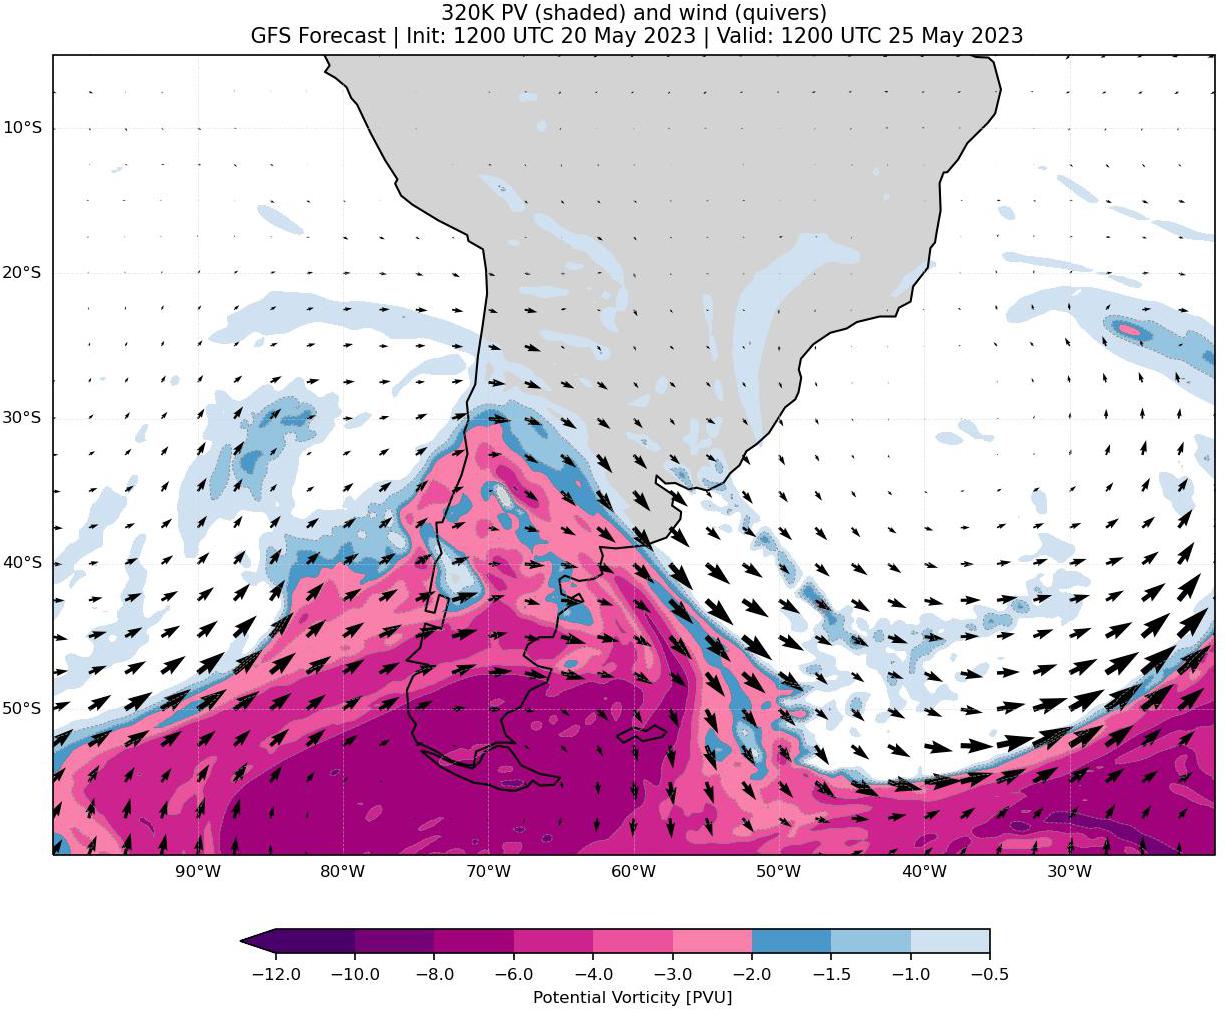 320K PV (shaded) and wind (quivers)
GFS Forecast | Init: 1200 UTC 20 May 2023 | Valid: 1200 UTC 25 May 2023
10°S
20°S
30°S
40°S
50°S
90°W 80°W 70°W 60°W 50°W 40°W 30°W
−12.0 −10.0 −8.0 −6.0 −4.0 −3.0 −2.0 −1.5 −1.0 −0.5
Potential Vorticity [PVU]